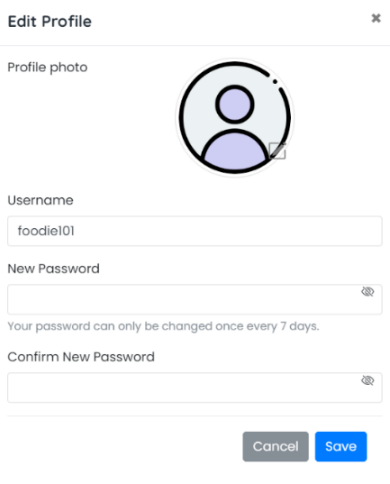 Edit Profile
Profile photo
Username
foodie101
New Password
Your password can only be changed once every 7 days.
Confirm New Password
Cancel Save